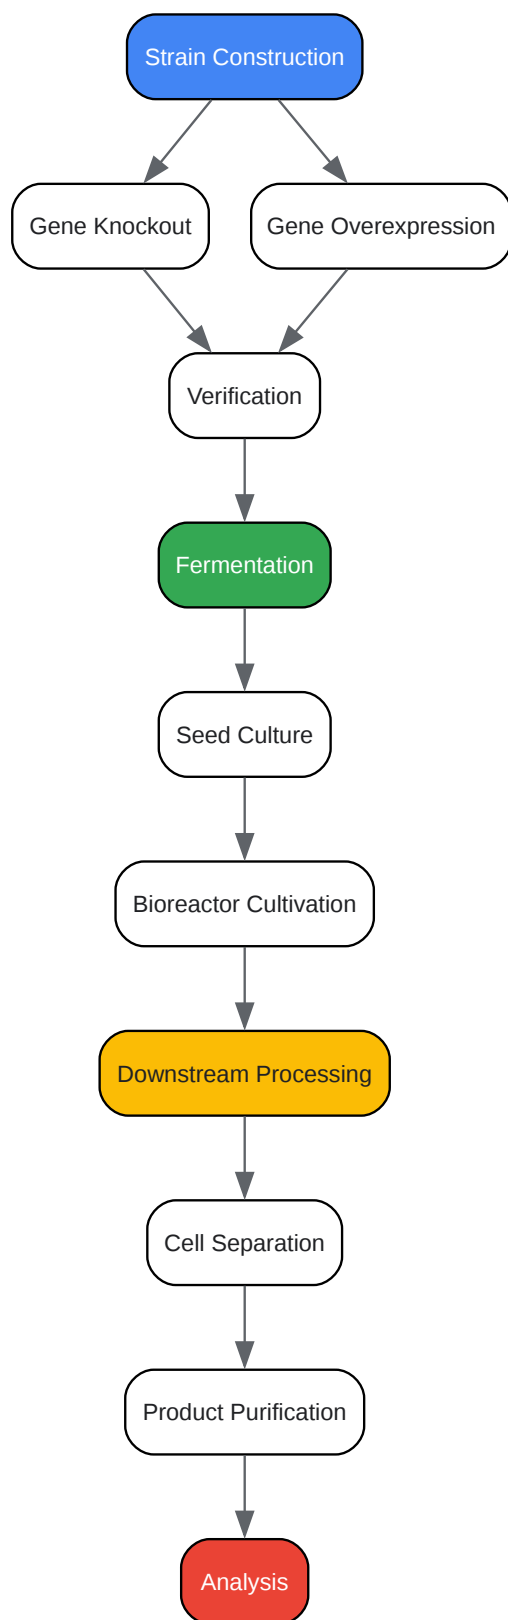 Strain Construction
Gene Knockout
Gene Overexpression
Verification
Fermentation
Seed Culture
Bioreactor Cultivation
Downstream Processing
Cell Separation
Product Purification
Analysis